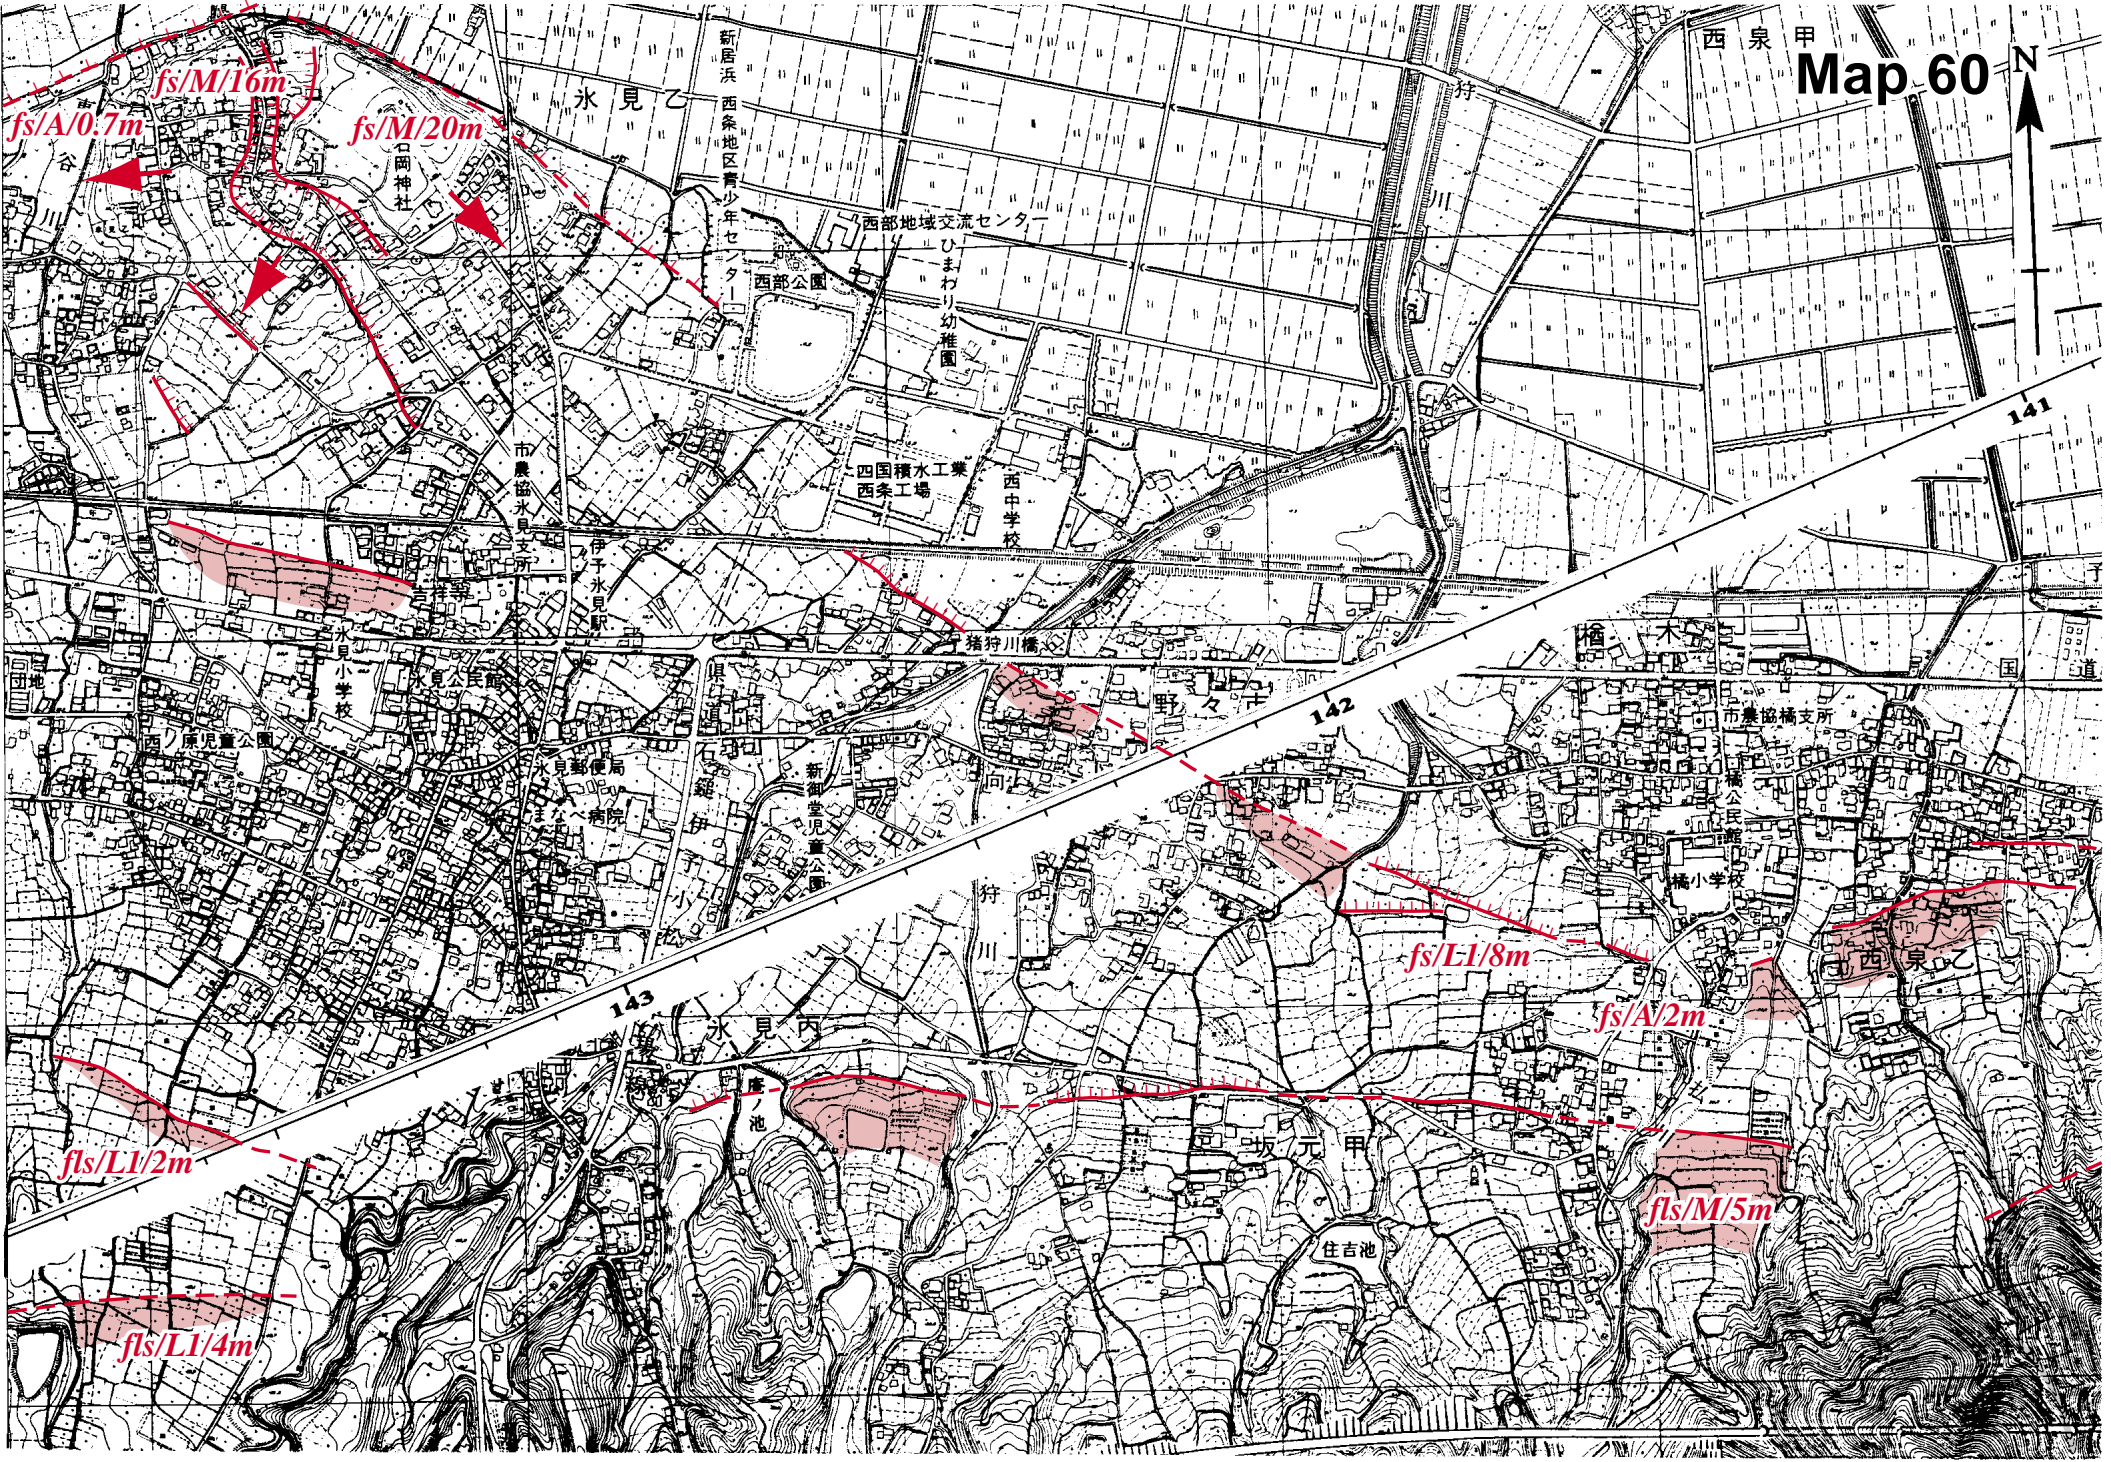 西泉甲
Map 60
N
新居浜西条地区青少年センター
氷見乙
狩
fs/M/16m
fs/A/0.7m
fs/M/20m
谷
川
石岡神社
川
西部地域交流センター
ひまわり幼稚園
西部公園
141
市農協氷見支所
四国積水工業
西条工場
西中学校
伊予氷見駅
吉祥寺
予
猪狩川橋
楢木
氷見小学校
氷見公民館
団地
県道石鎚伊予小松
国道
野々市
142
市農協橘支所
西ノ原児童公園
氷見郵便局
新御堂児童公園
向
橘公民館
まなべ病院
橘小学校
狩
川
fs/L1/8m
西泉乙
143
氷見丙
fs/A/2m
庵ノ池
坂元甲
fls/L1/2m
fls/M/5m
住吉池
fls/L1/4m